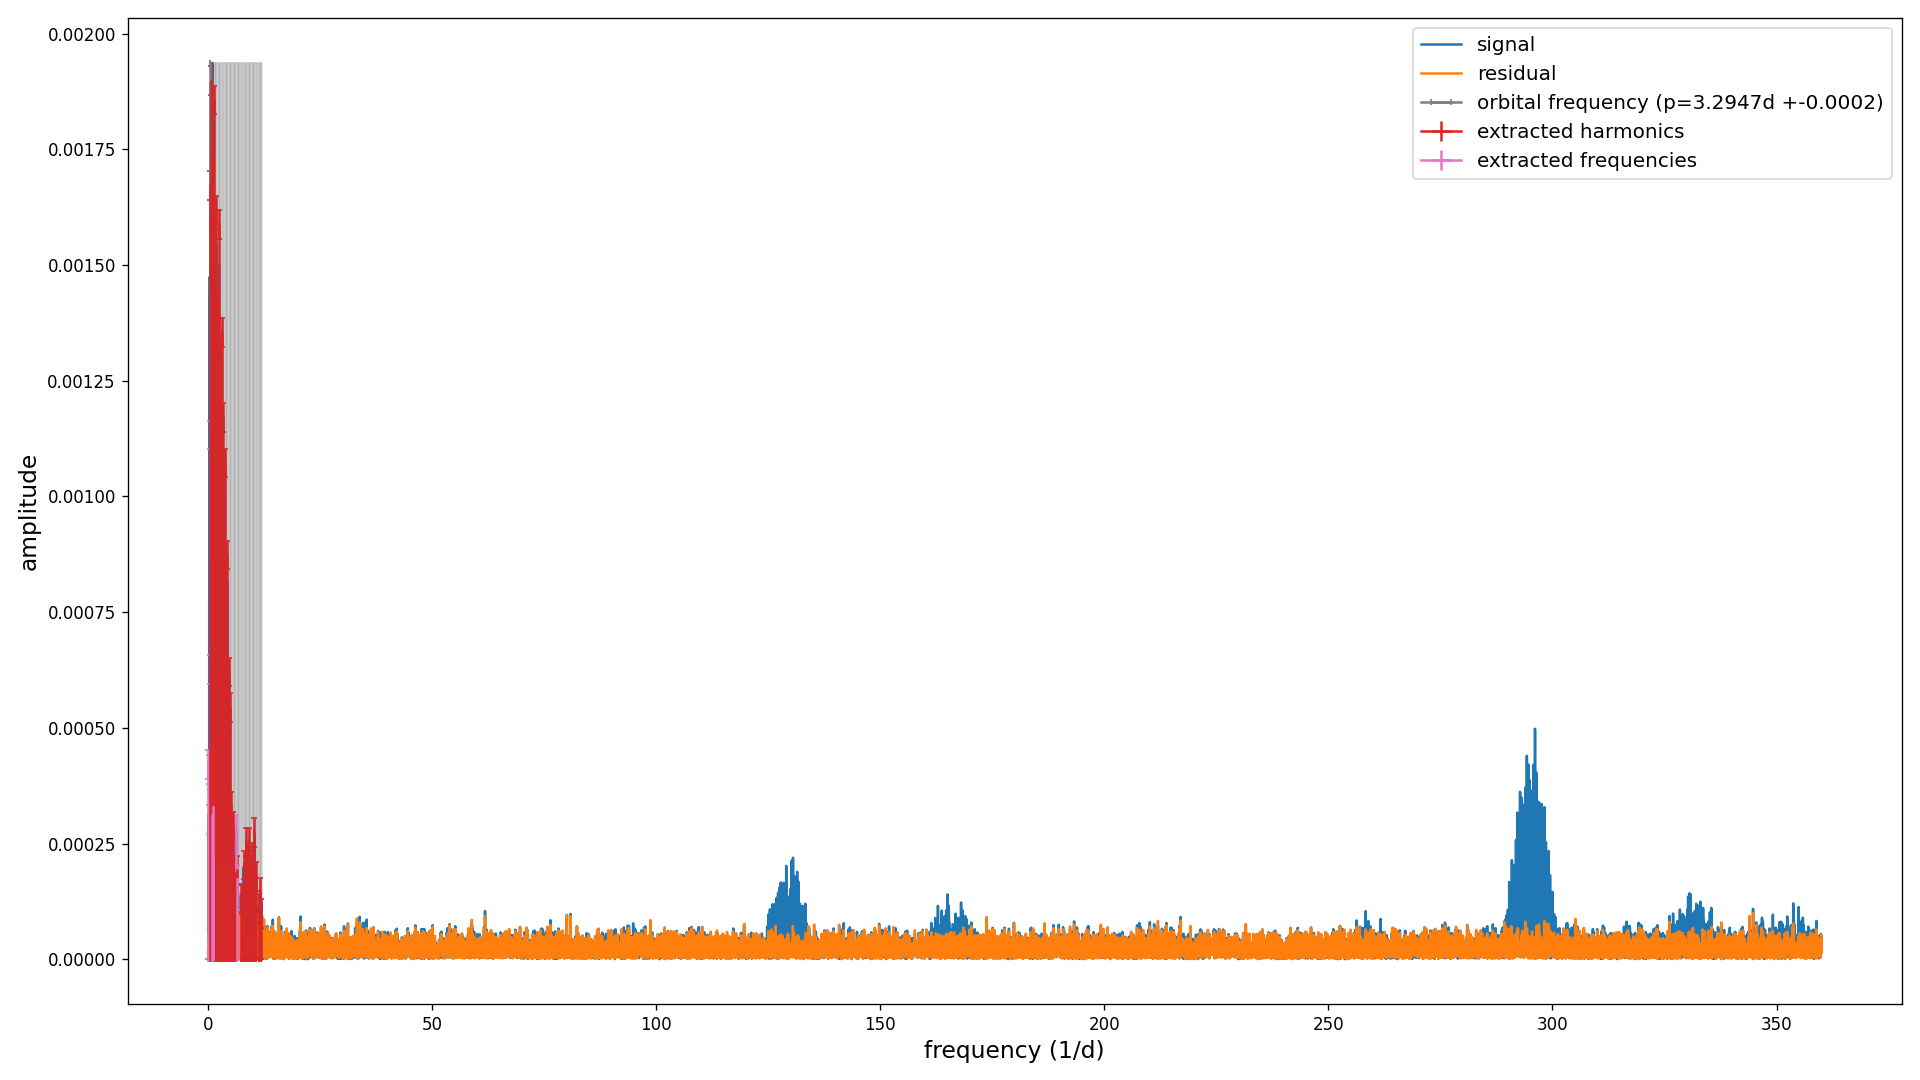 0.00200
0.00175
0.00150
0.00125
0.00100
0.00075
0.00050
0.00025
0.00000
amplitude
signal
residual
orbital frequency (p=3.2947d +-0.0002)
extracted harmonics
extracted frequencies
0 50 100 150 200 250 300 350
frequency (1/d)